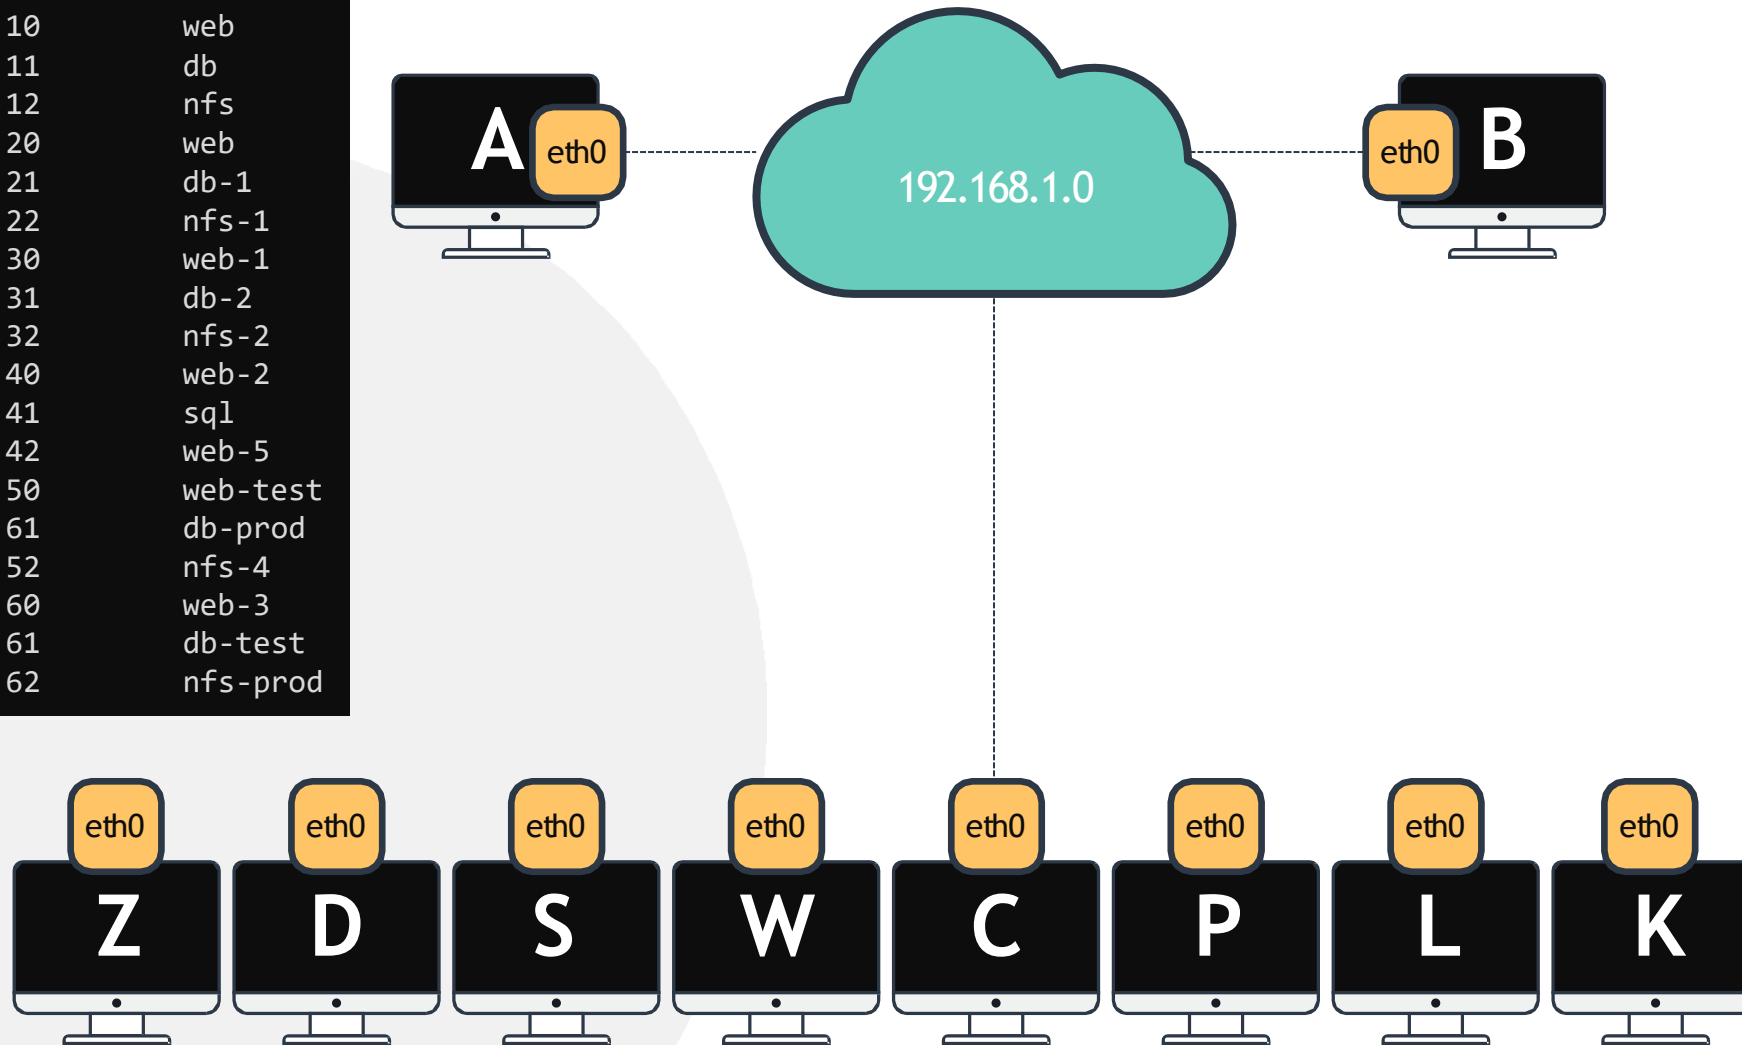 10 web
11 db
12 nfs
20 web
21 db-1
22 nfs-1
30 web-1
31 db-2
32 nfs-2
40 web-2
41 sql
42 web-5
50 web-test
61 db-prod
52 nfs-4
60 web-3
61 db-test
62 nfs-prod
A eth0
192.168.1.0
eth0 B
eth0 eth0 eth0 eth0 eth0 eth0 eth0 eth0
Z D S W C P L K